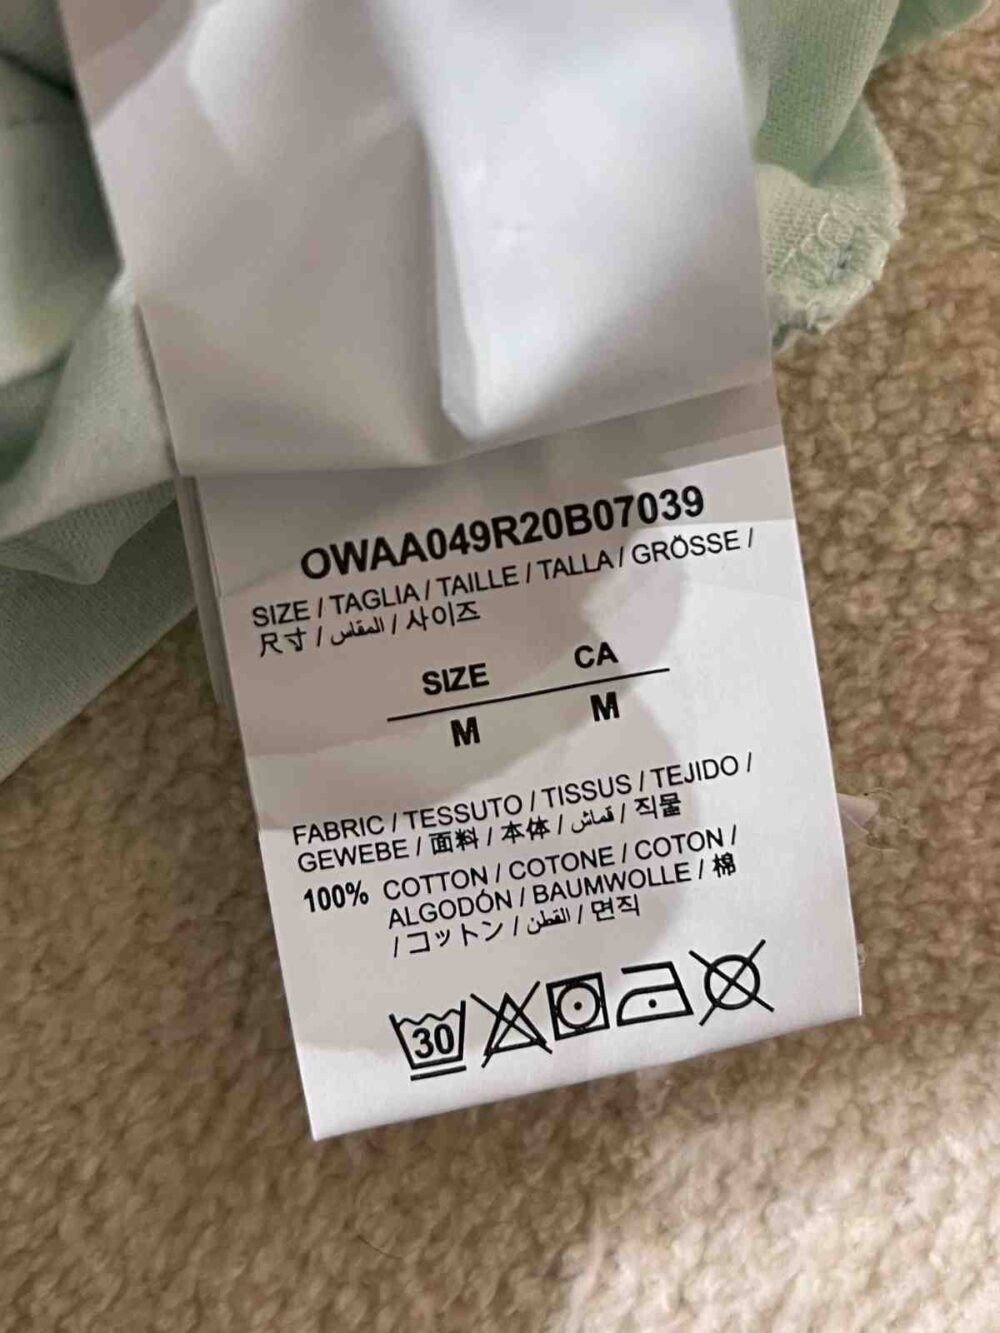 OWAA049R20B07039
SIZE / TAGLIA / TAILLE / TALLA / GRÖSSE /
尺寸 / المقاس / 사이즈
SIZE CA
M M
FABRIC / TESSUTO / TISSUS / TEJIDO /
GEWEBE / 面料 / 本体 / قماش / 직물
100% COTTON / COTONE / COTON /
ALGODÓN / BAUMWOLLE / 棉
/ コットン / القطن / 면직
30